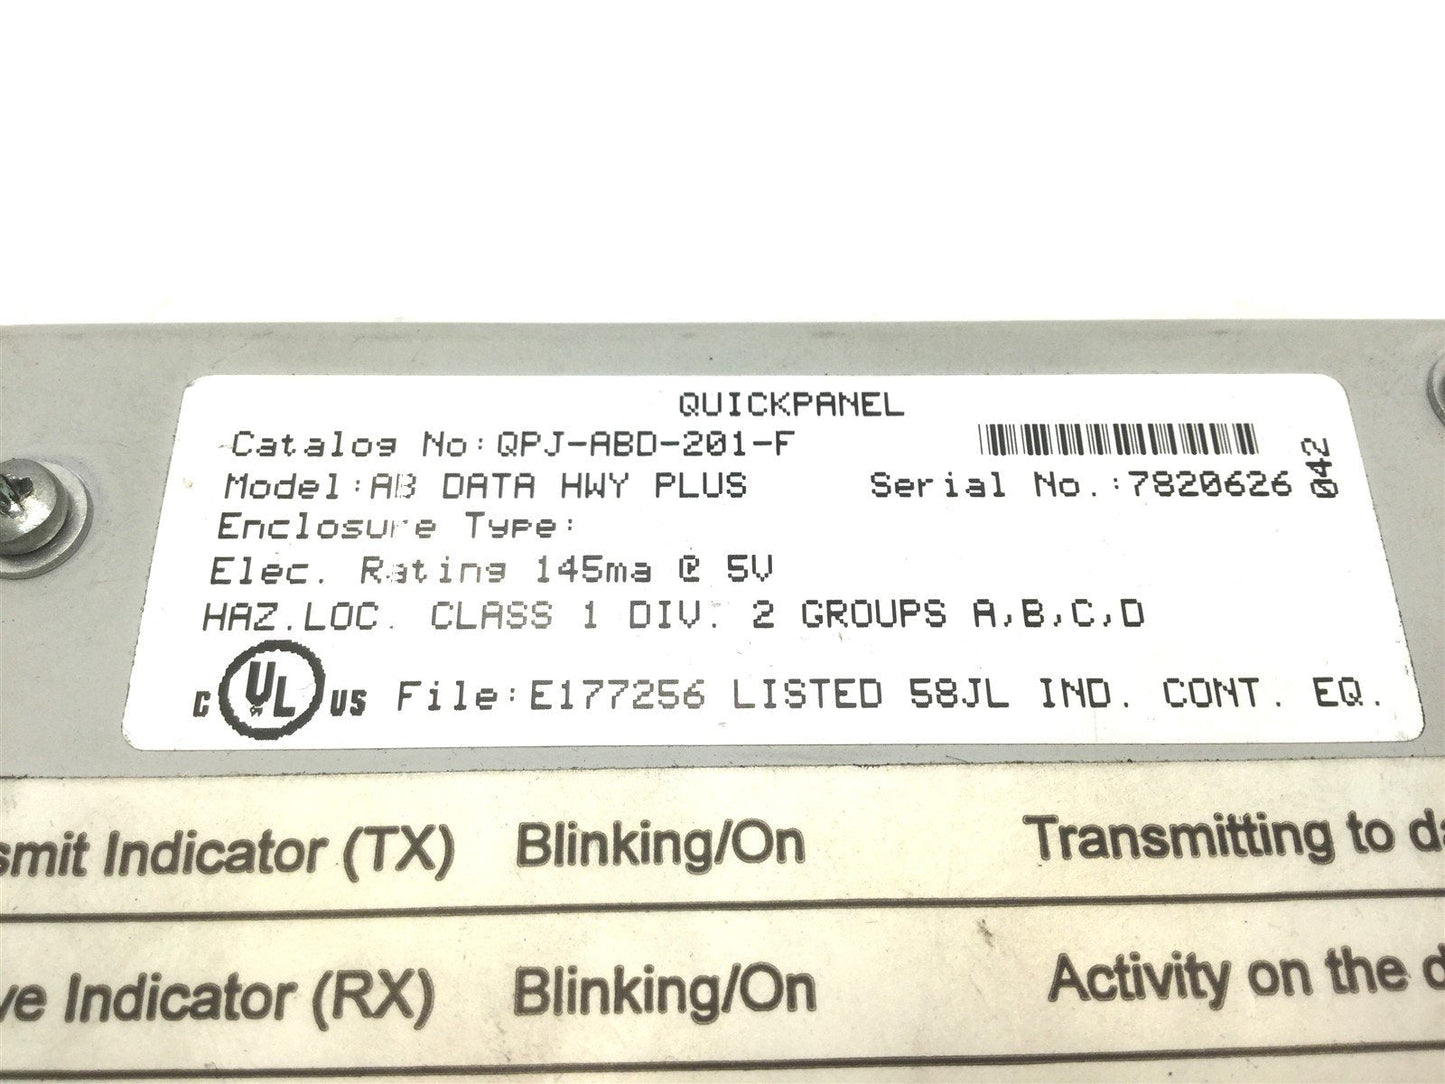 QUICKPANEL
Catalog No:QPJ-ABD-201-F
Model:AB DATA HWY PLUS Serial No.:7820626 042
Enclosure Type:
Elec. Rating 145ma @ 5V
HAZ.LOC. CLASS 1 DIV. 2 GROUPS A,B,C,D
C UL US File:E177256 LISTED 58JL IND. CONT. EQ.
smit Indicator (TX) Blinking/On Transmitting to da
ve Indicator (RX) Blinking/On Activity on the d